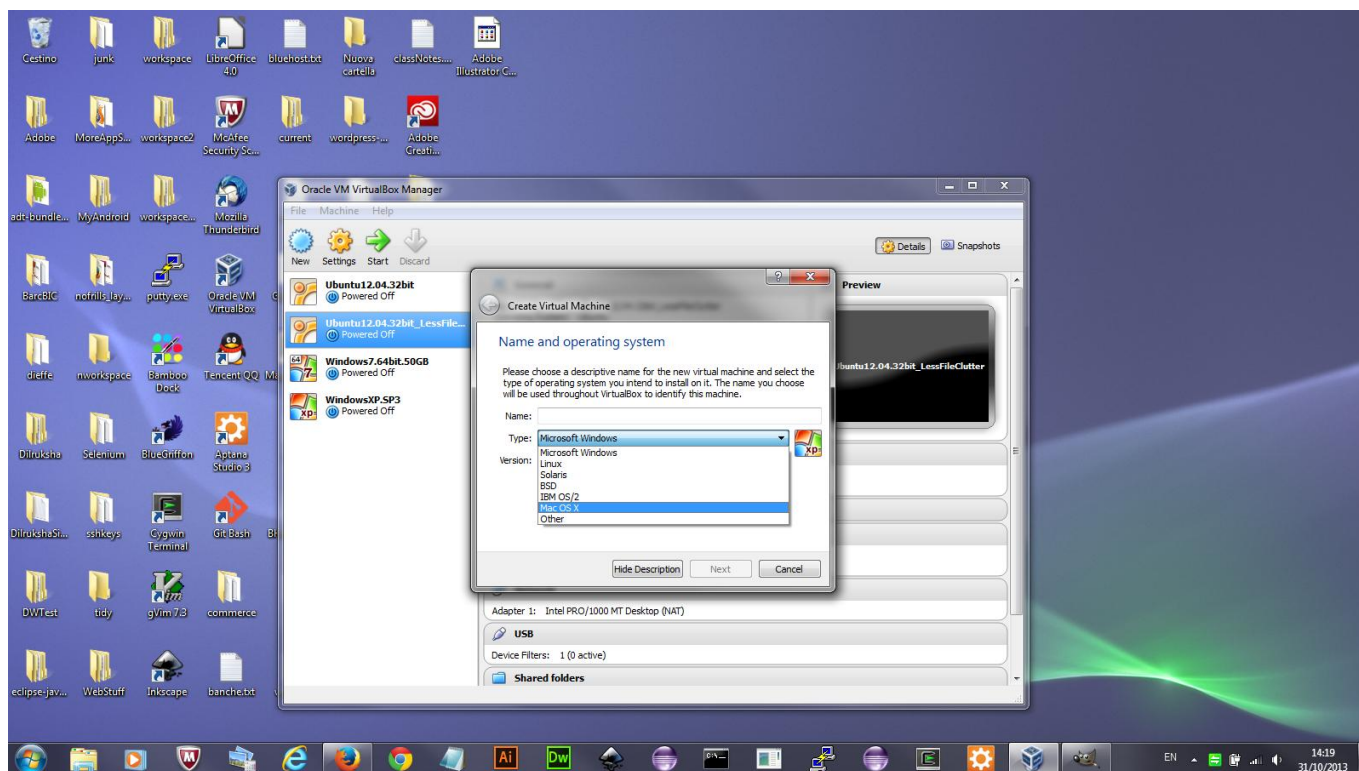 Cestino
junk
workspace
LibreOffice 4.0
bluehost.txt
Nuova cartella
classNotes....
Adobe Illustrator C...
Adobe
MoreAppS...
workspace2
McAfee Security Sc...
current
wordpress-...
Adobe Creati...
adt-bundle...
MyAndroid
workspace...
Mozilla Thunderbird
BarcBIC
nofrills_lay...
putty.exe
Oracle VM VirtualBox
dieffe
nworkspace
Bamboo Dock
Tencent QQ
Dilruksha
Selenium
BlueGriffon
Aptana Studio 3
DilrukshaSi...
sshkeys
Cygwin Terminal
Git Bash
DWTest
tidy
gVim 7.3
commerce
eclipse-jav...
WebStuff
Inkscape
banche.txt
Oracle VM VirtualBox Manager
File Machine Help
New Settings Start Discard
Details Snapshots
Ubuntu12.04.32bit
Powered Off
Ubuntu12.04.32bit_LessFile...
Powered Off
Windows7.64bit.50GB
Powered Off
WindowsXP.SP3
Powered Off
Preview
Ubuntu12.04.32bit_LessFileClutter
Create Virtual Machine
Name and operating system
Please choose a descriptive name for the new virtual machine and select the
type of operating system you intend to install on it. The name you choose
will be used throughout VirtualBox to identify this machine.
Name:
Type: Microsoft Windows
Version:
Microsoft Windows
Linux
Solaris
BSD
IBM OS/2
Mac OS X
Other
Hide Description Next Cancel
Adapter 1: Intel PRO/1000 MT Desktop (NAT)
USB
Device Filters: 1 (0 active)
Shared folders
EN
14:19
31/10/2013